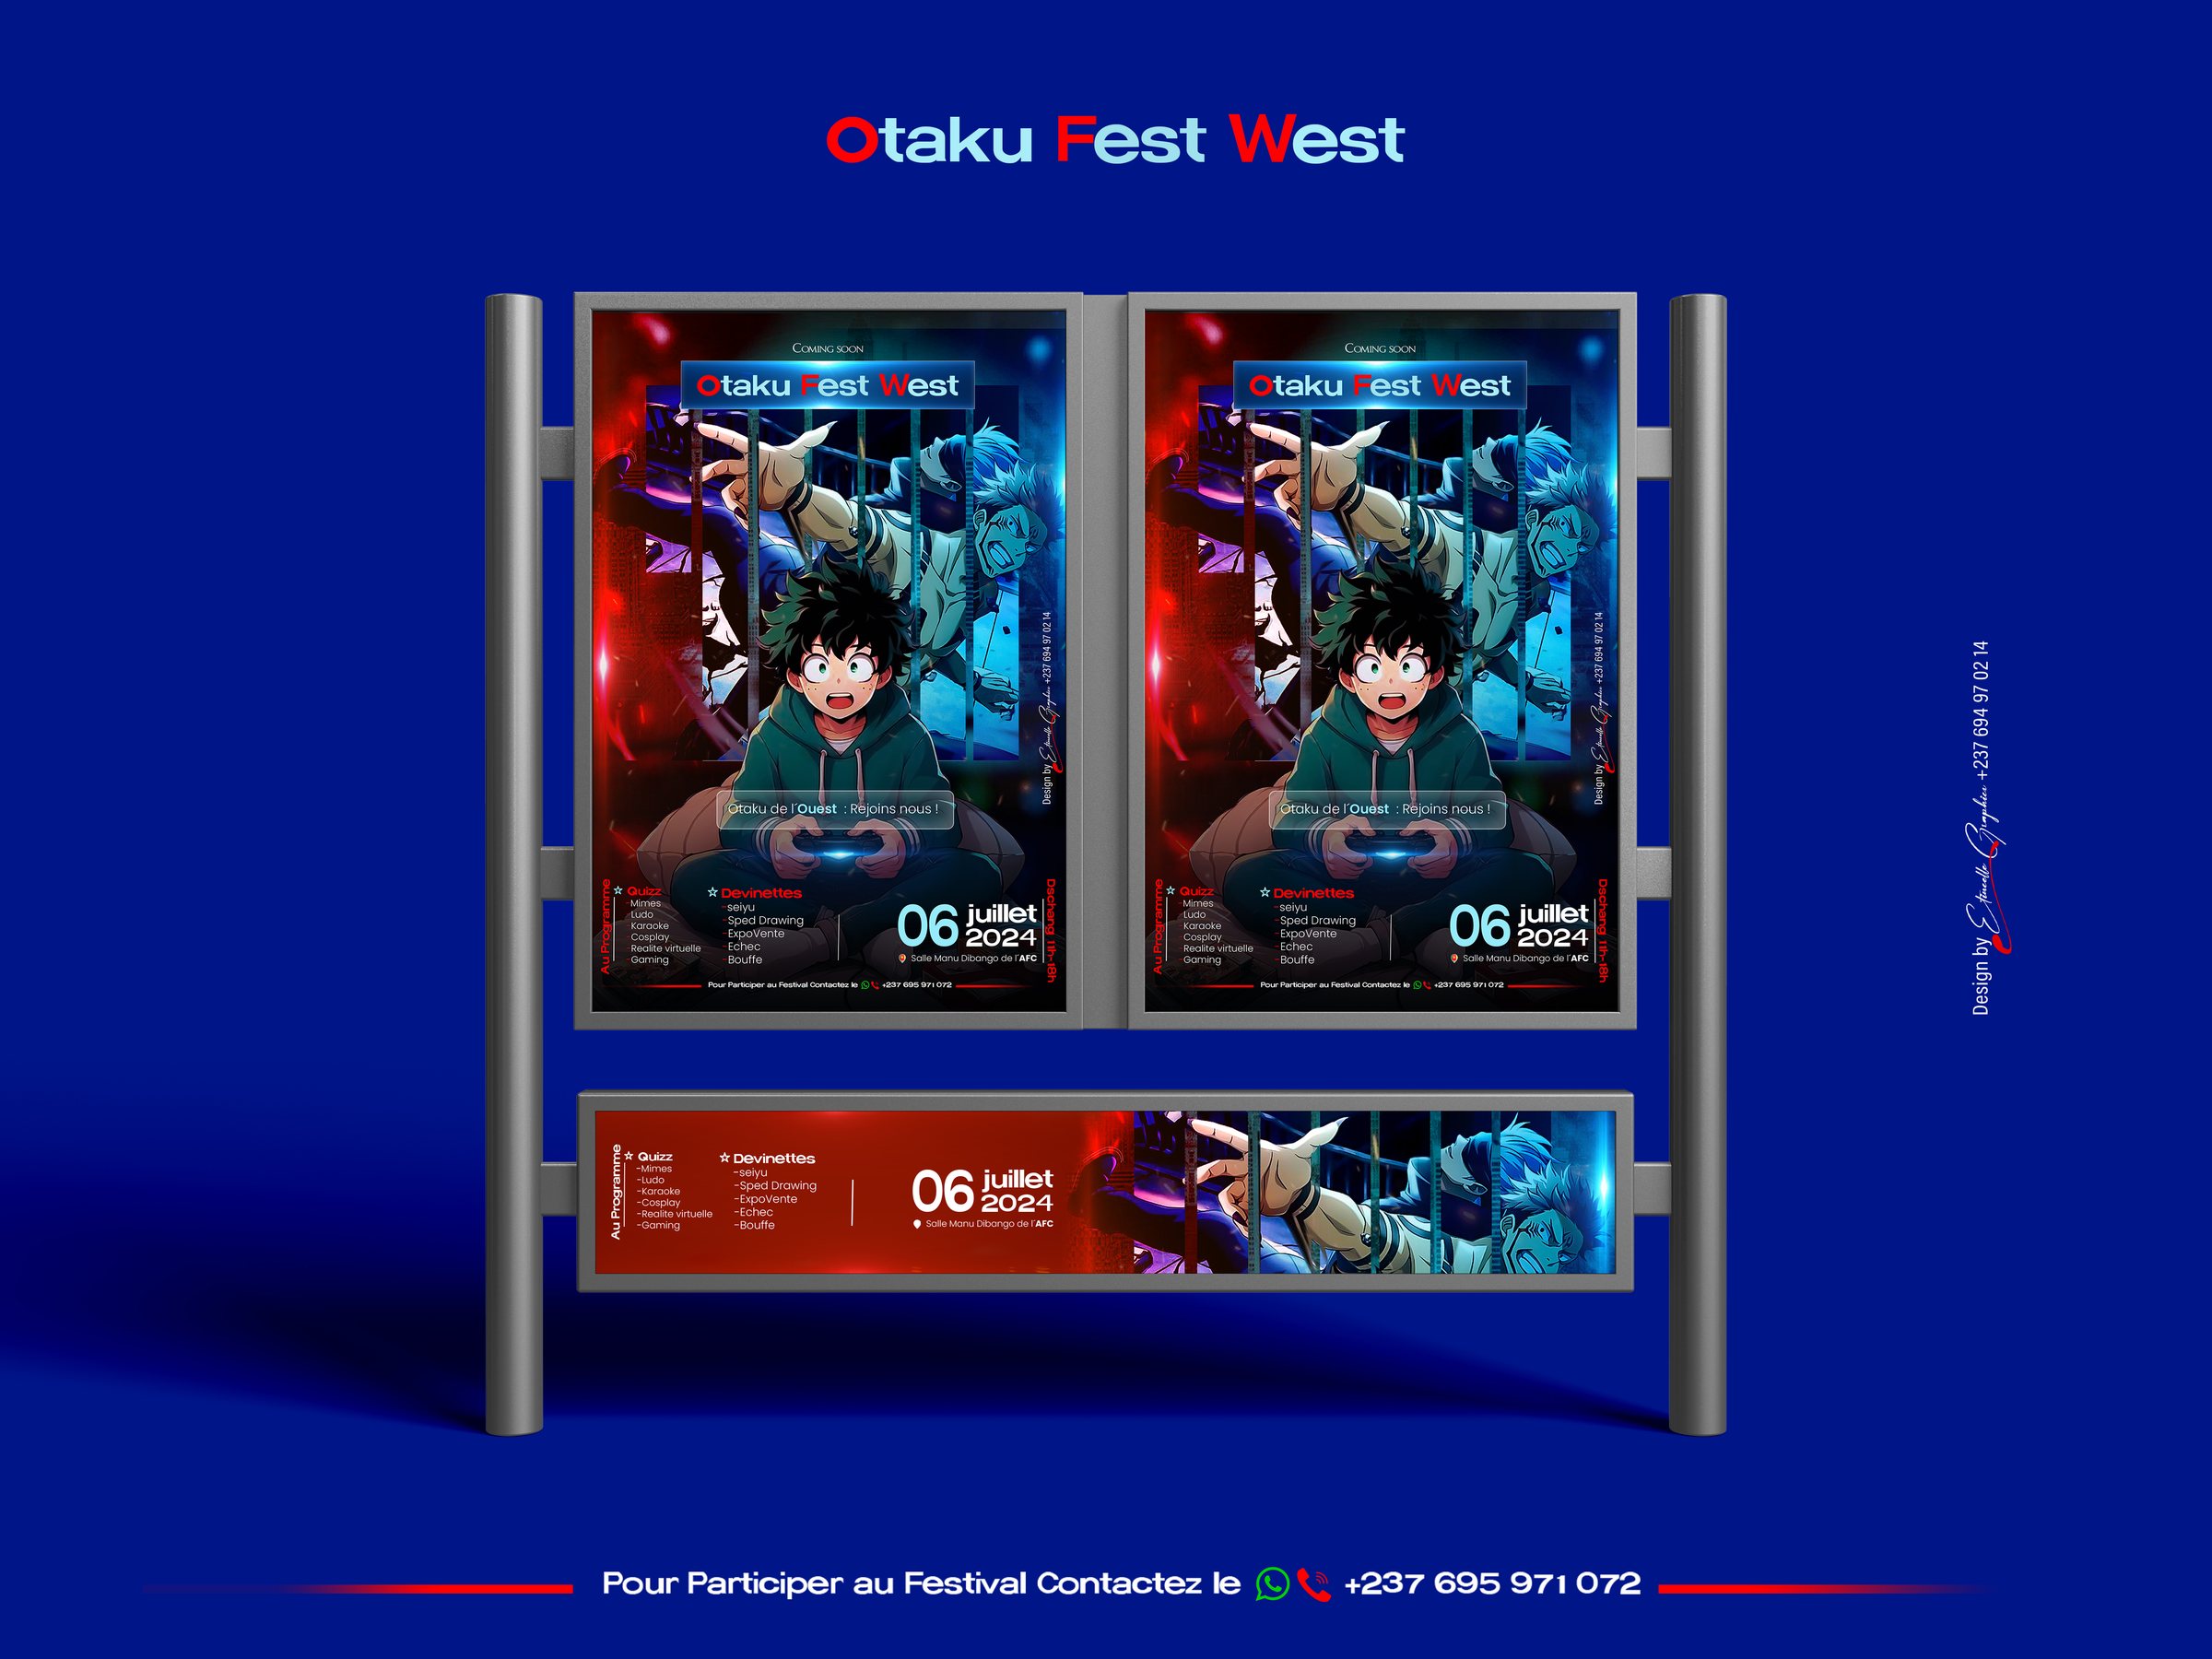 Otaku Fest West
Coming soon
Otaku Fest West
Design by Etincelle Graphics +237 694 97 02 14
Otaku de l'Ouest : Rejoins nous !
Au Programme
☆ Quizz
-Mimes
-Ludo
-Karaoke
-Cosplay
-Realite virtuelle
-Gaming
☆ Devinettes
-seiyu
-Sped Drawing
-ExpoVente
-Echec
-Bouffe
06 juillet
2024
Salle Manu Dibango de l'AFC
Dschang 11h-18h
Pour Participer au Festival Contactez le +237 695 971 072
Coming soon
Otaku Fest West
Design by Etincelle Graphics +237 694 97 02 14
Otaku de l'Ouest : Rejoins nous !
Au Programme
☆ Quizz
-Mimes
-Ludo
-Karaoke
-Cosplay
-Realite virtuelle
-Gaming
☆ Devinettes
-seiyu
-Sped Drawing
-ExpoVente
-Echec
-Bouffe
06 juillet
2024
Salle Manu Dibango de l'AFC
Dschang 11h-18h
Pour Participer au Festival Contactez le +237 695 971 072
Au Programme
☆ Quizz
-Mimes
-Ludo
-Karaoke
-Cosplay
-Realite virtuelle
-Gaming
☆ Devinettes
-seiyu
-Sped Drawing
-ExpoVente
-Echec
-Bouffe
06 juillet
2024
Salle Manu Dibango de l'AFC
Design by Etincelle Graphics +237 694 97 02 14
Pour Participer au Festival Contactez le +237 695 971 072